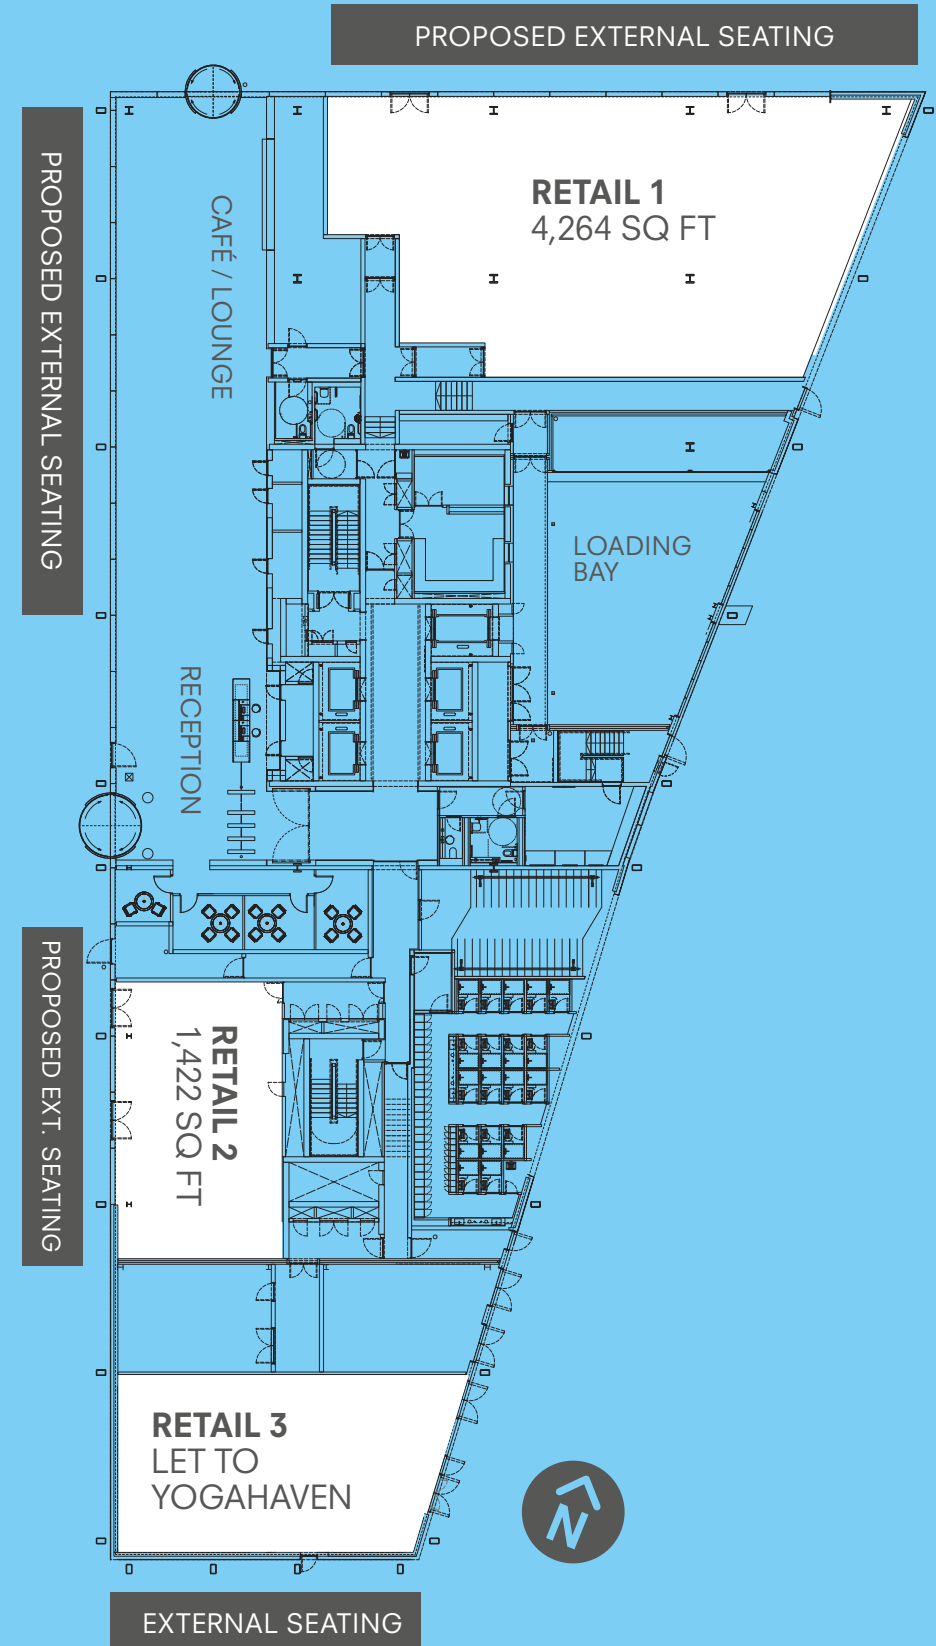 PROPOSED EXTERNAL SEATING
PROPOSED EXTERNAL SEATING
RETAIL 1
4,264 SQ FT
CAFÉ / LOUNGE
LOADING
BAY
RECEPTION
PROPOSED EXT. SEATING
RETAIL 2
1,422 SQ FT
RETAIL 3
LET TO
YOGAHAVEN
N
EXTERNAL SEATING